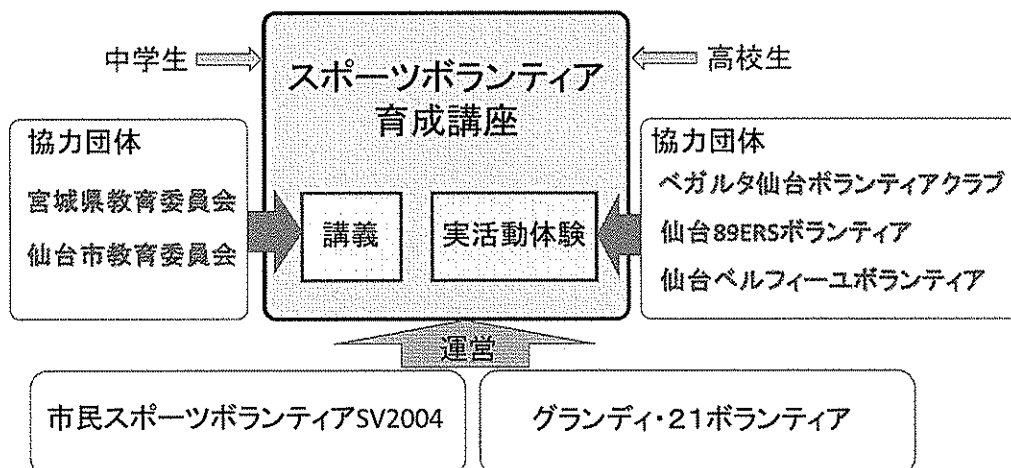 中学生
高校生
スポーツボランティア
育成講座
協力団体
宮城県教育委員会
仙台市教育委員会
講義
実活動体験
協力団体
ベガルタ仙台ボランティアクラブ
仙台89ERSボランティア
仙台ベルフィーユボランティア
運営
市民スポーツボランティアSV2004
グランディ・21ボランティア